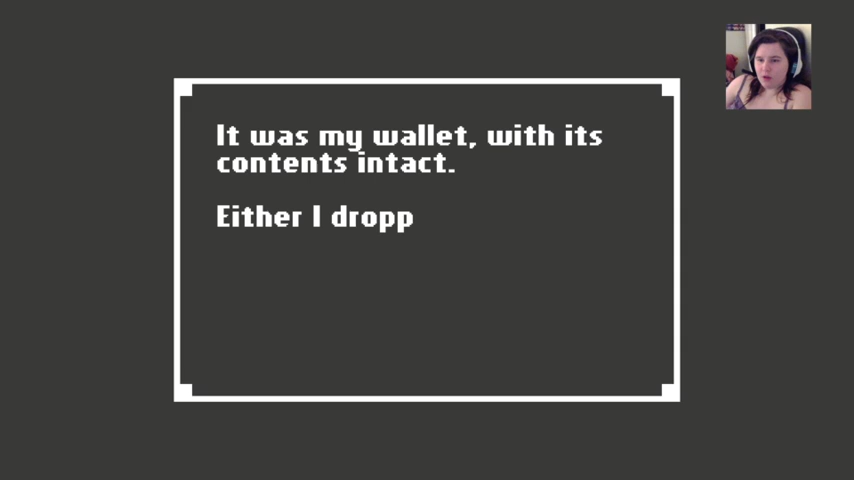 It was my wallet, with its
contents intact.
Either I dropp